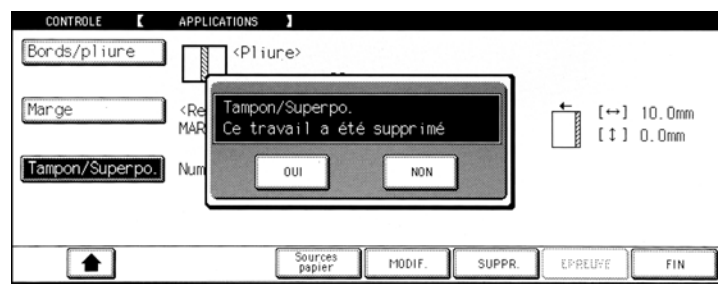 CONTROLE 【 APPLICATIONS 】
Bords/pliure <Pliure>
Marge <Re
MAR
[↔] 10.0mm
[↕] 0.0mm
Tampon/Superpo. Num
Tampon/Superpo.
Ce travail a été supprimé
OUI NON
Sources papier MODIF. SUPPR. EPREUVE FIN